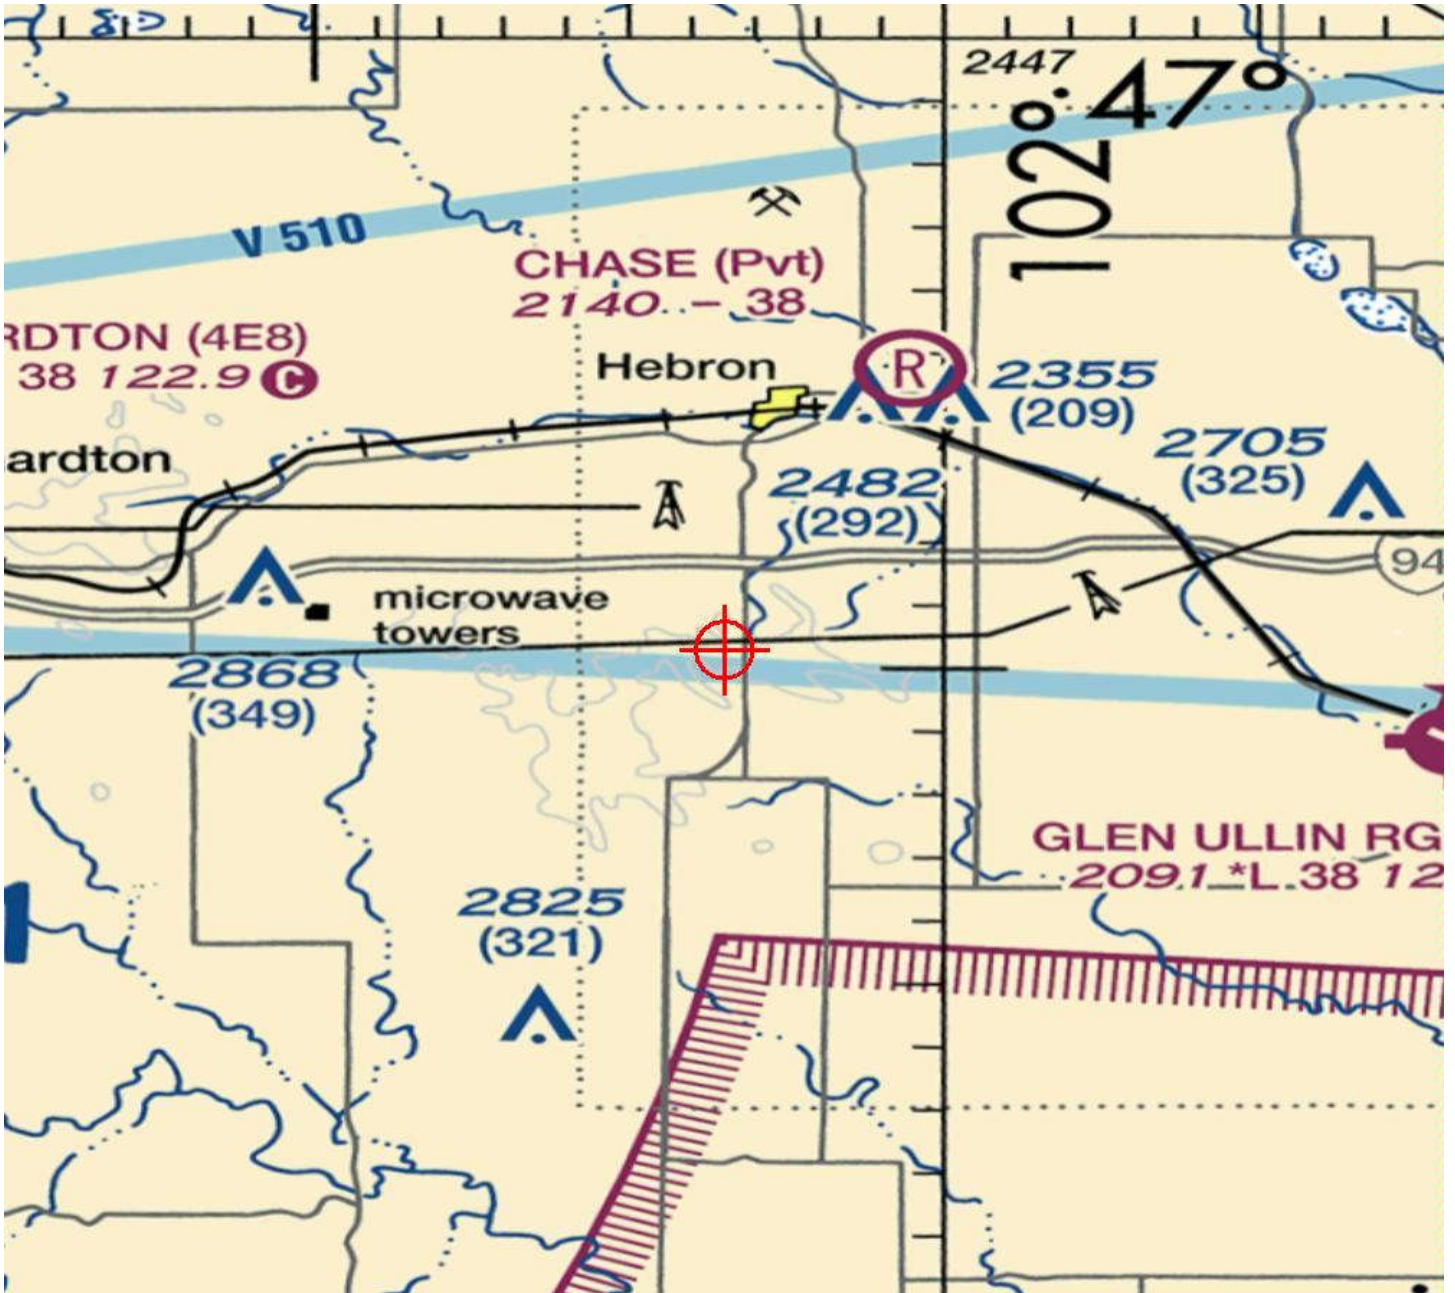 2447
47°
102°
V 510
CHASE (Pvt)
2140 - 38
RDTON (4E8)
38 122.9 C
Hebron
R
2355
(209)
ardton
2705
(325)
2482
(292)
94
microwave
towers
2868
(349)
GLEN ULLIN RG
2091 *L 38 12
2825
(321)